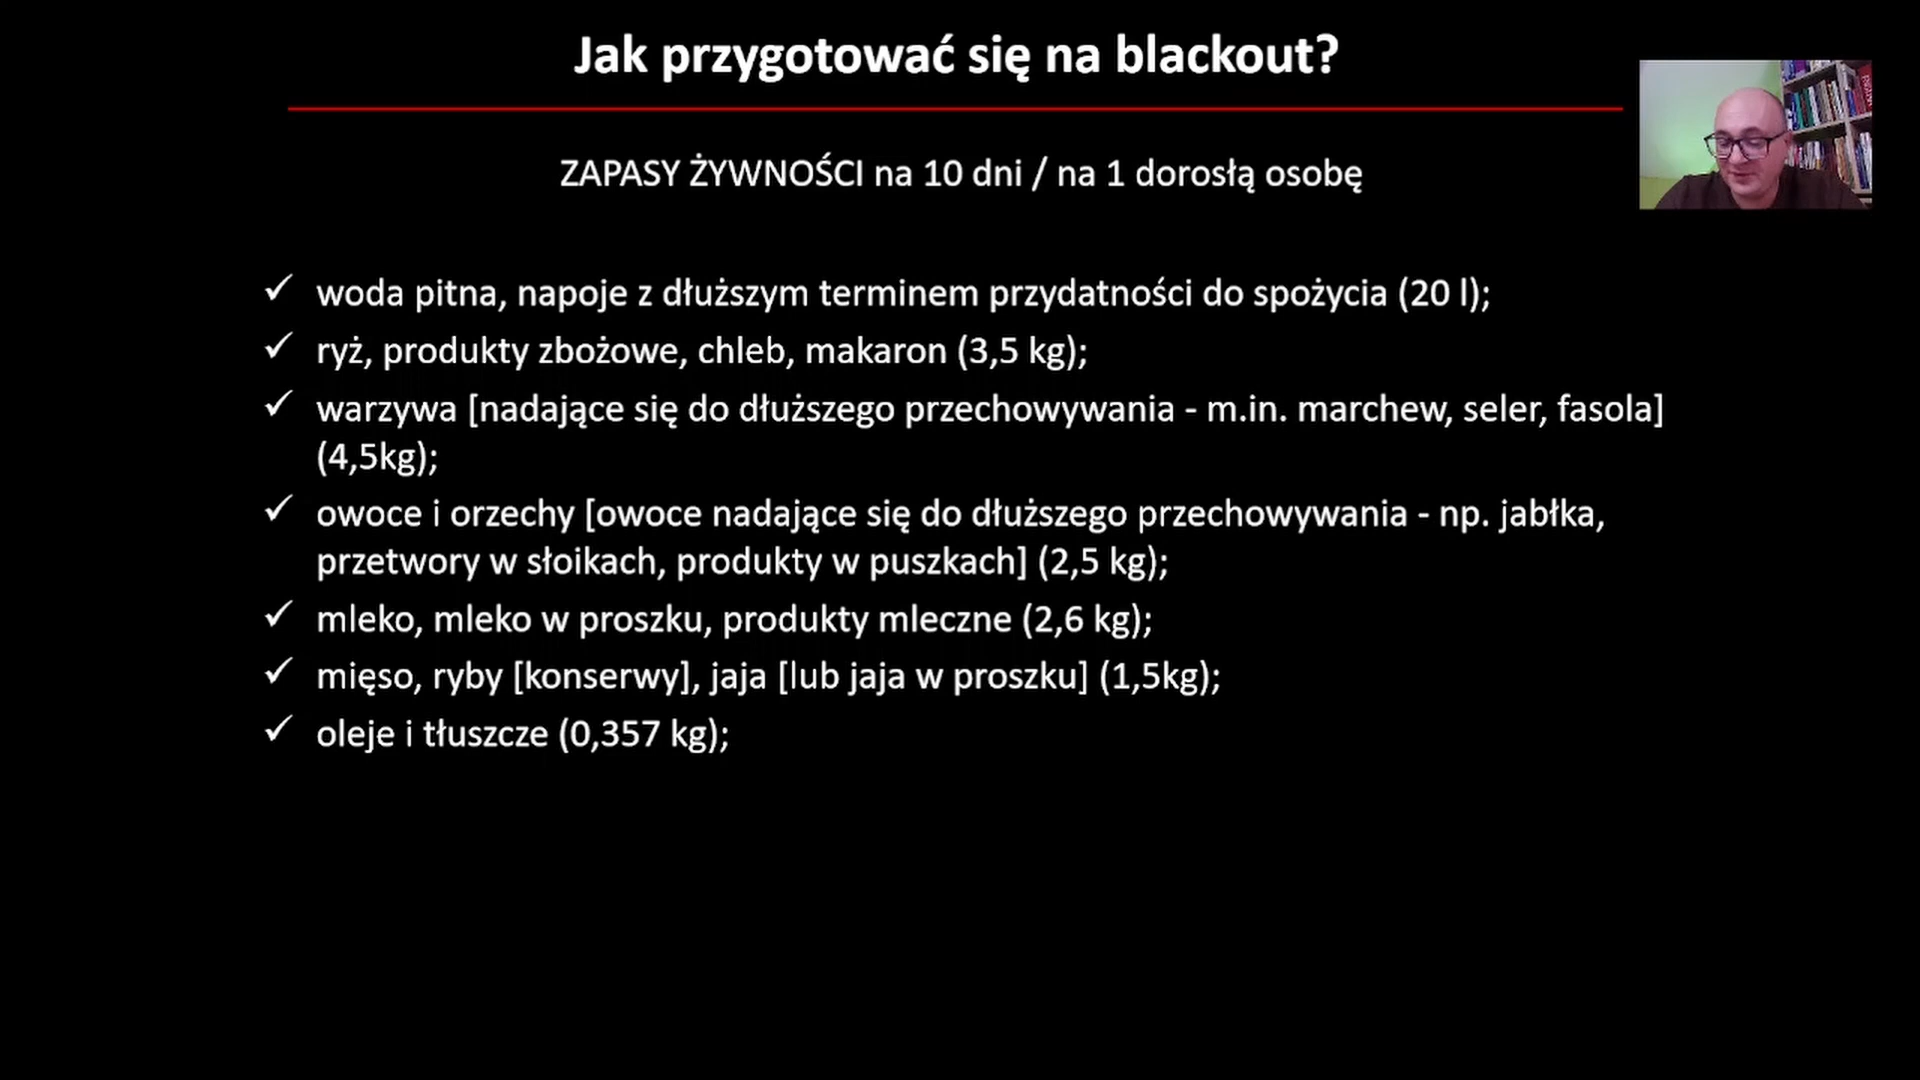 Jak przygotować się na blackout?
ZAPASY ŻYWNOŚCI na 10 dni / na 1 dorosłą osobę
✓ woda pitna, napoje z dłuższym terminem przydatności do spożycia (20 l);
✓ ryż, produkty zbożowe, chleb, makaron (3,5 kg);
✓ warzywa [nadające się do dłuższego przechowywania - m.in. marchew, seler, fasola]
(4,5kg);
✓ owoce i orzechy [owoce nadające się do dłuższego przechowywania - np. jabłka,
przetwory w słoikach, produkty w puszkach] (2,5 kg);
✓ mleko, mleko w proszku, produkty mleczne (2,6 kg);
✓ mięso, ryby [konserwy], jaja [lub jaja w proszku] (1,5kg);
✓ oleje i tłuszcze (0,357 kg);